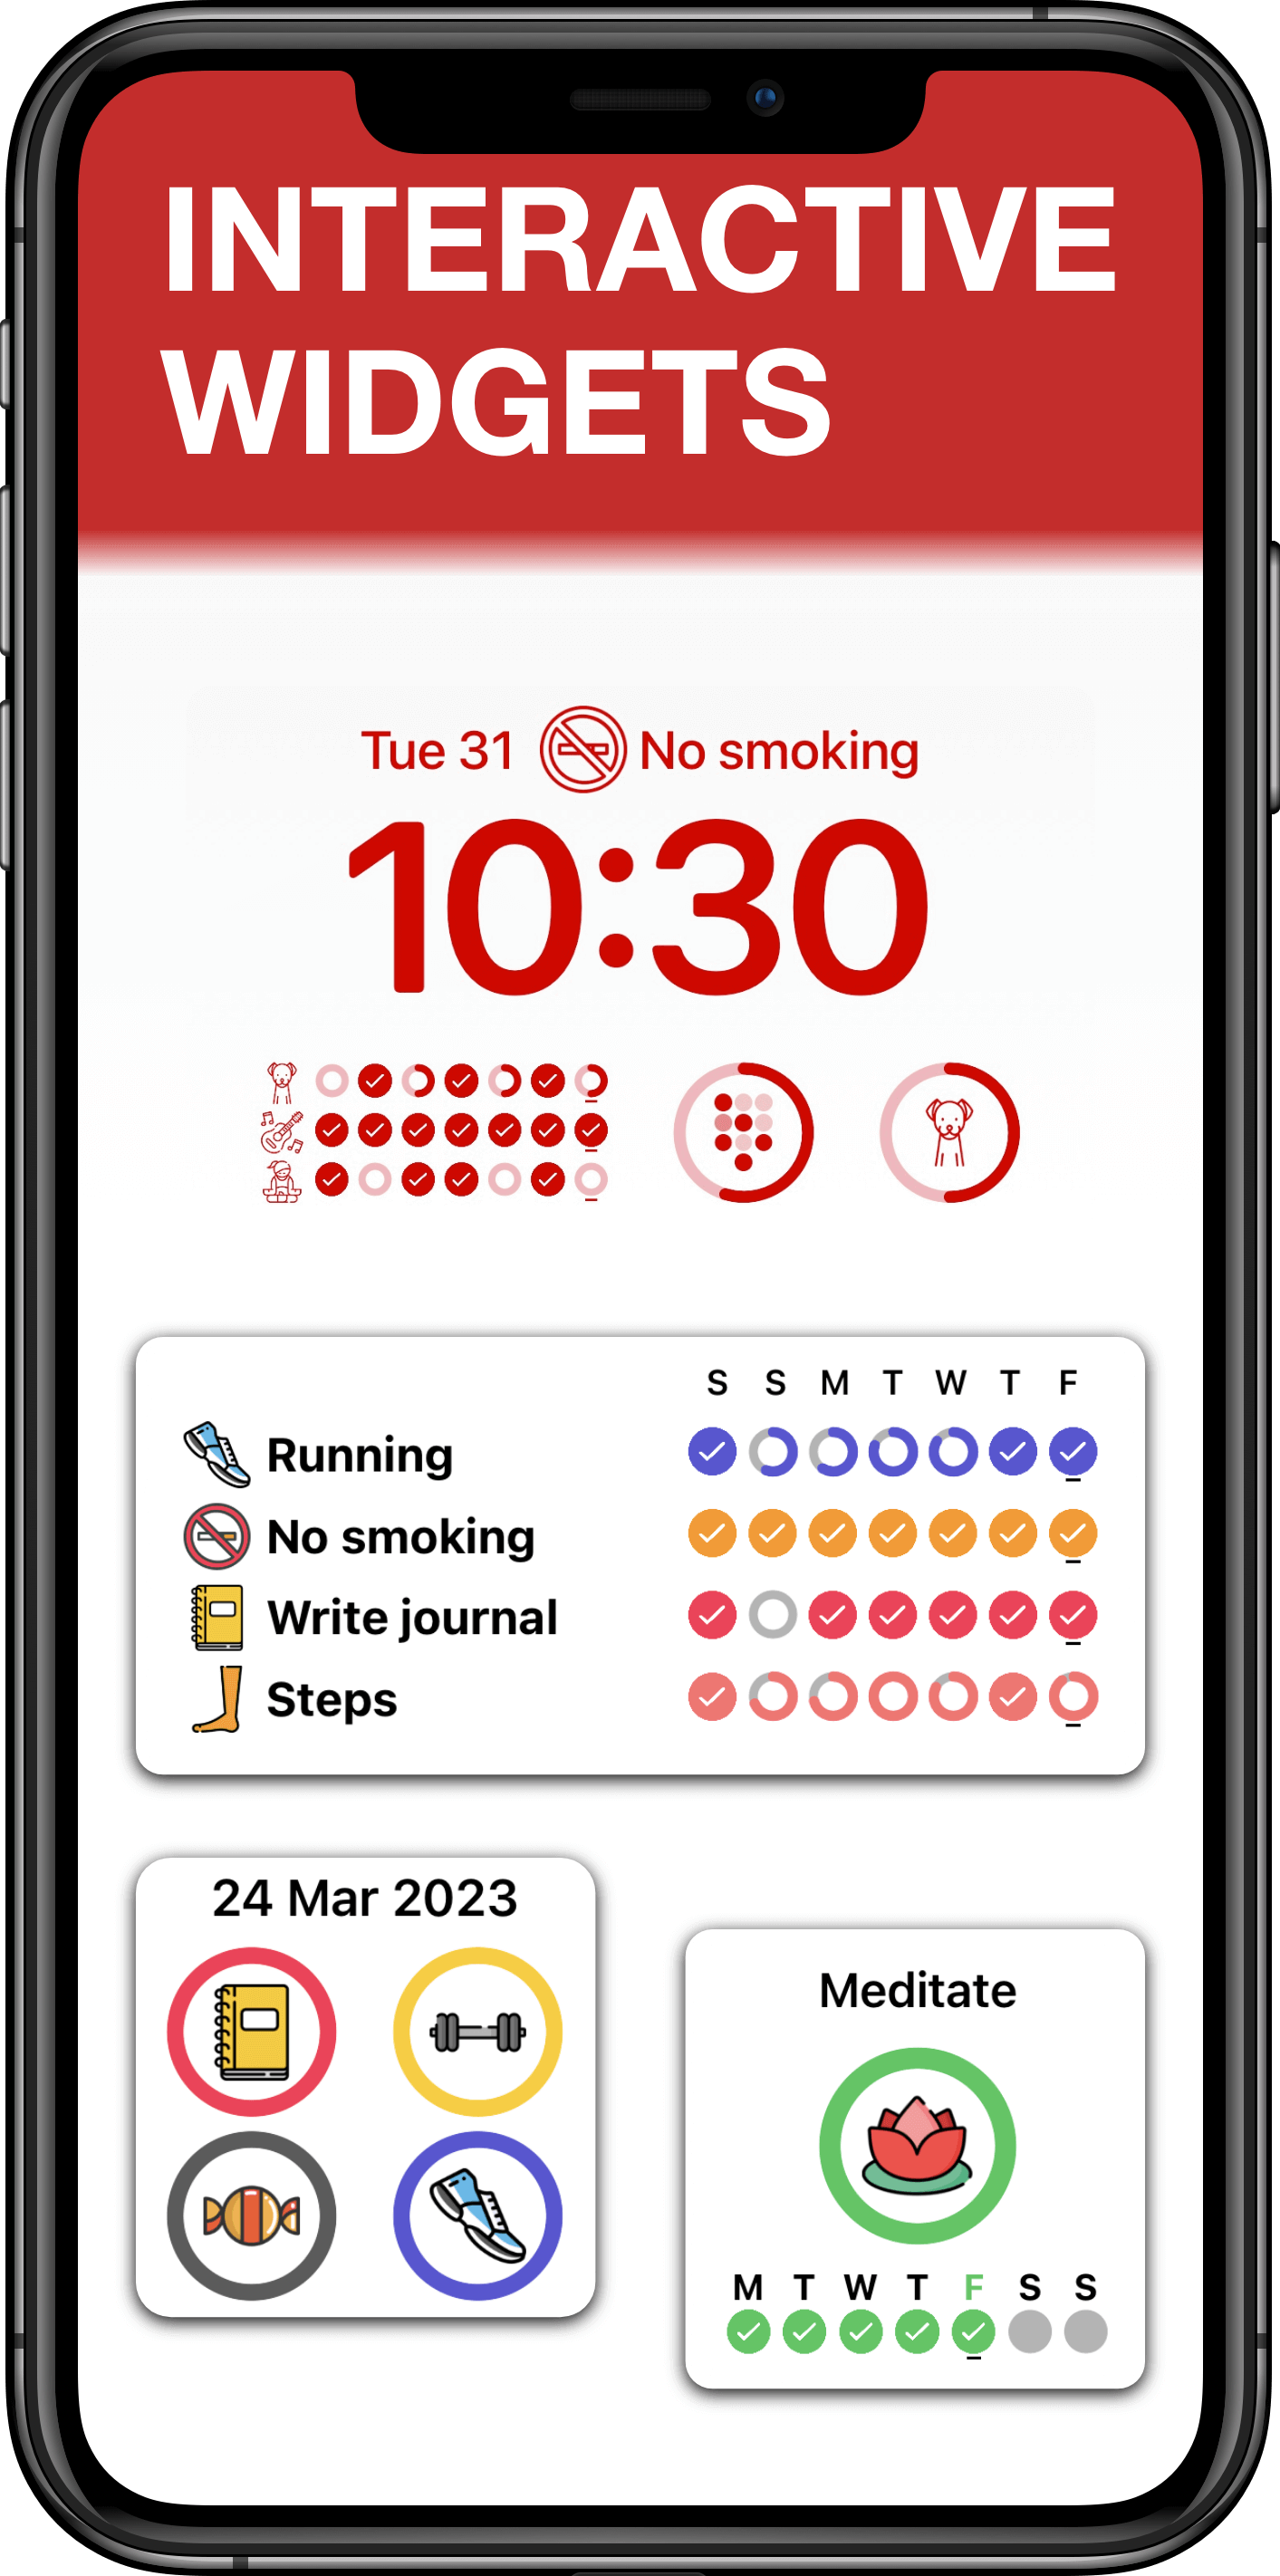 INTERACTIVE
WIDGETS
Tue 31 No smoking
10:30
S S M T W T F
Running
No smoking
Write journal
Steps
24 Mar 2023
Meditate
M T W T F S S